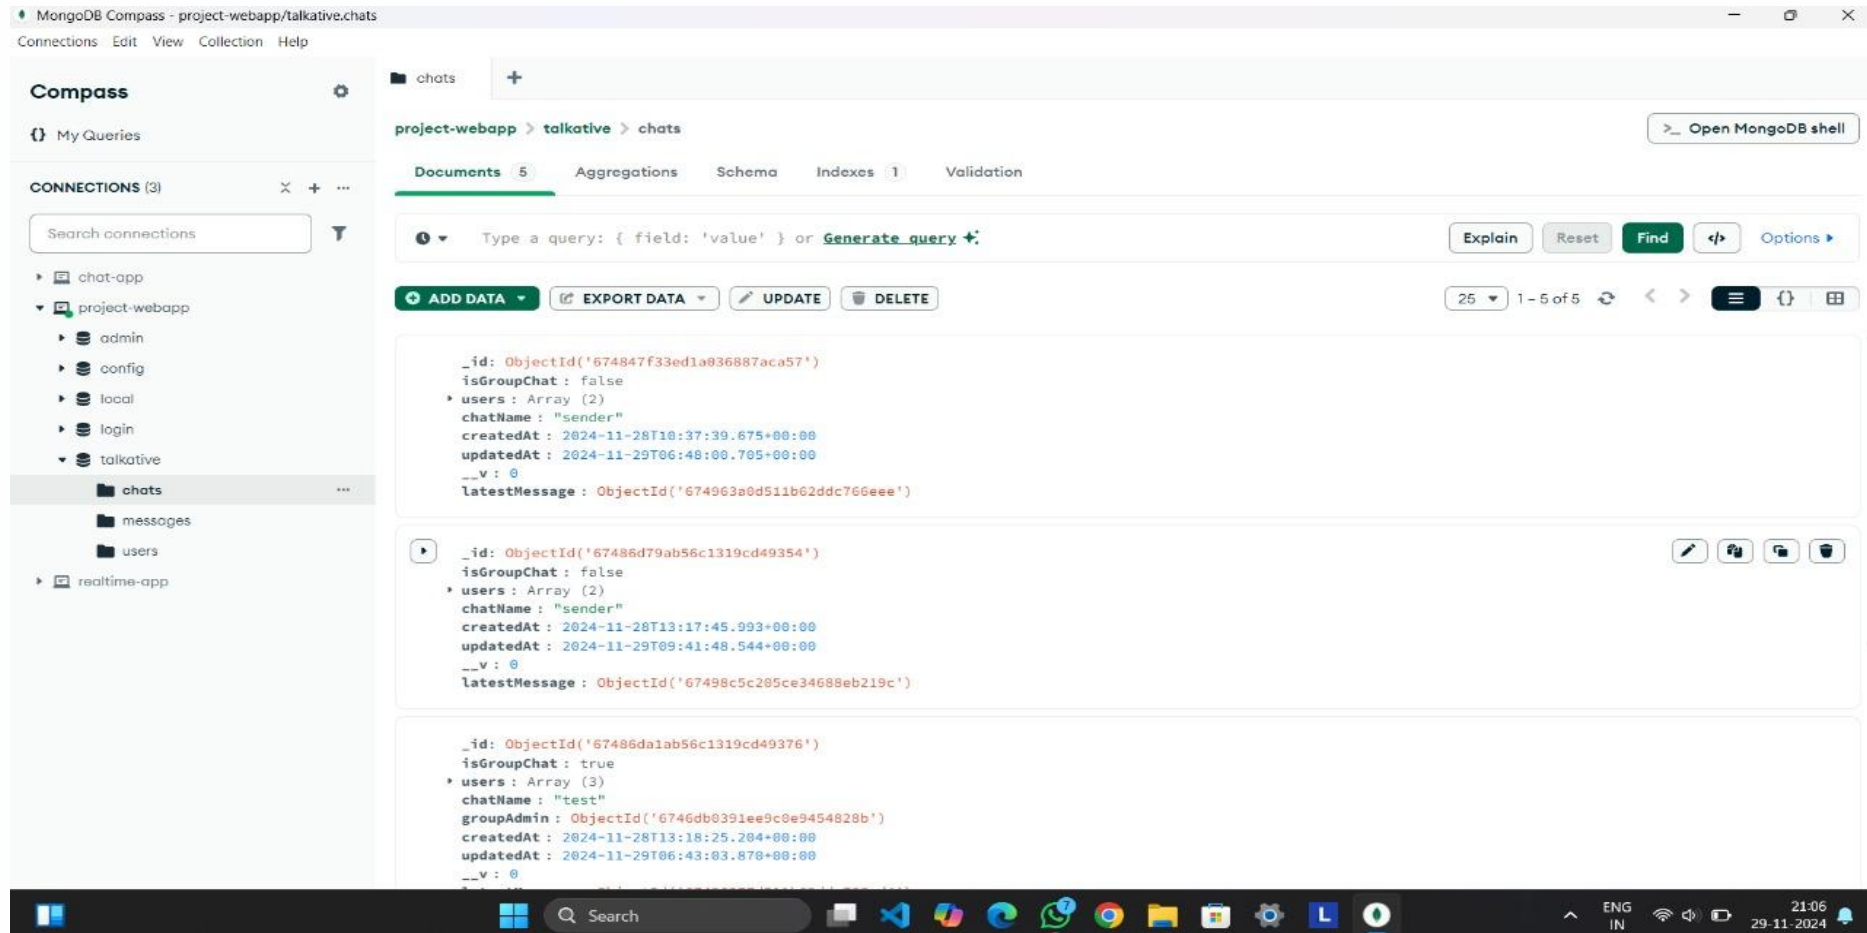 MongoDB Compass - project-webapp/talkative.chats
Connections Edit View Collection Help
Compass
{} My Queries
CONNECTIONS (3)
Search connections
chat-app
project-webapp
admin
config
local
login
talkative
chats
messages
users
realtime-app
chats
project-webapp > talkative > chats
>_ Open MongoDB shell
Documents 5 Aggregations Schema Indexes 1 Validation
Type a query: { field: 'value' } or Generate query
Explain Reset Find </> Options
ADD DATA EXPORT DATA UPDATE DELETE
25 1 – 5 of 5 {}
_id: ObjectId('674847f33ed1a036887aca57')
isGroupChat : false
users : Array (2)
chatName : "sender"
createdAt : 2024-11-28T10:37:39.675+00:00
updatedAt : 2024-11-29T06:48:00.705+00:00
__v : 0
latestMessage : ObjectId('674963a0d511b62ddc766eee')
_id: ObjectId('67486d79ab56c1319cd49354')
isGroupChat : false
users : Array (2)
chatName : "sender"
createdAt : 2024-11-28T13:17:45.993+00:00
updatedAt : 2024-11-29T09:41:48.544+00:00
__v : 0
latestMessage : ObjectId('67498c5c205ce34688eb219c')
_id: ObjectId('67486da1ab56c1319cd49376')
isGroupChat : true
users : Array (3)
chatName : "test"
groupAdmin : ObjectId('6746db0391ee9c0e9454828b')
createdAt : 2024-11-28T13:18:25.204+00:00
updatedAt : 2024-11-29T06:43:03.870+00:00
__v : 0
Search
7
L
ENG
IN
21:06
29-11-2024